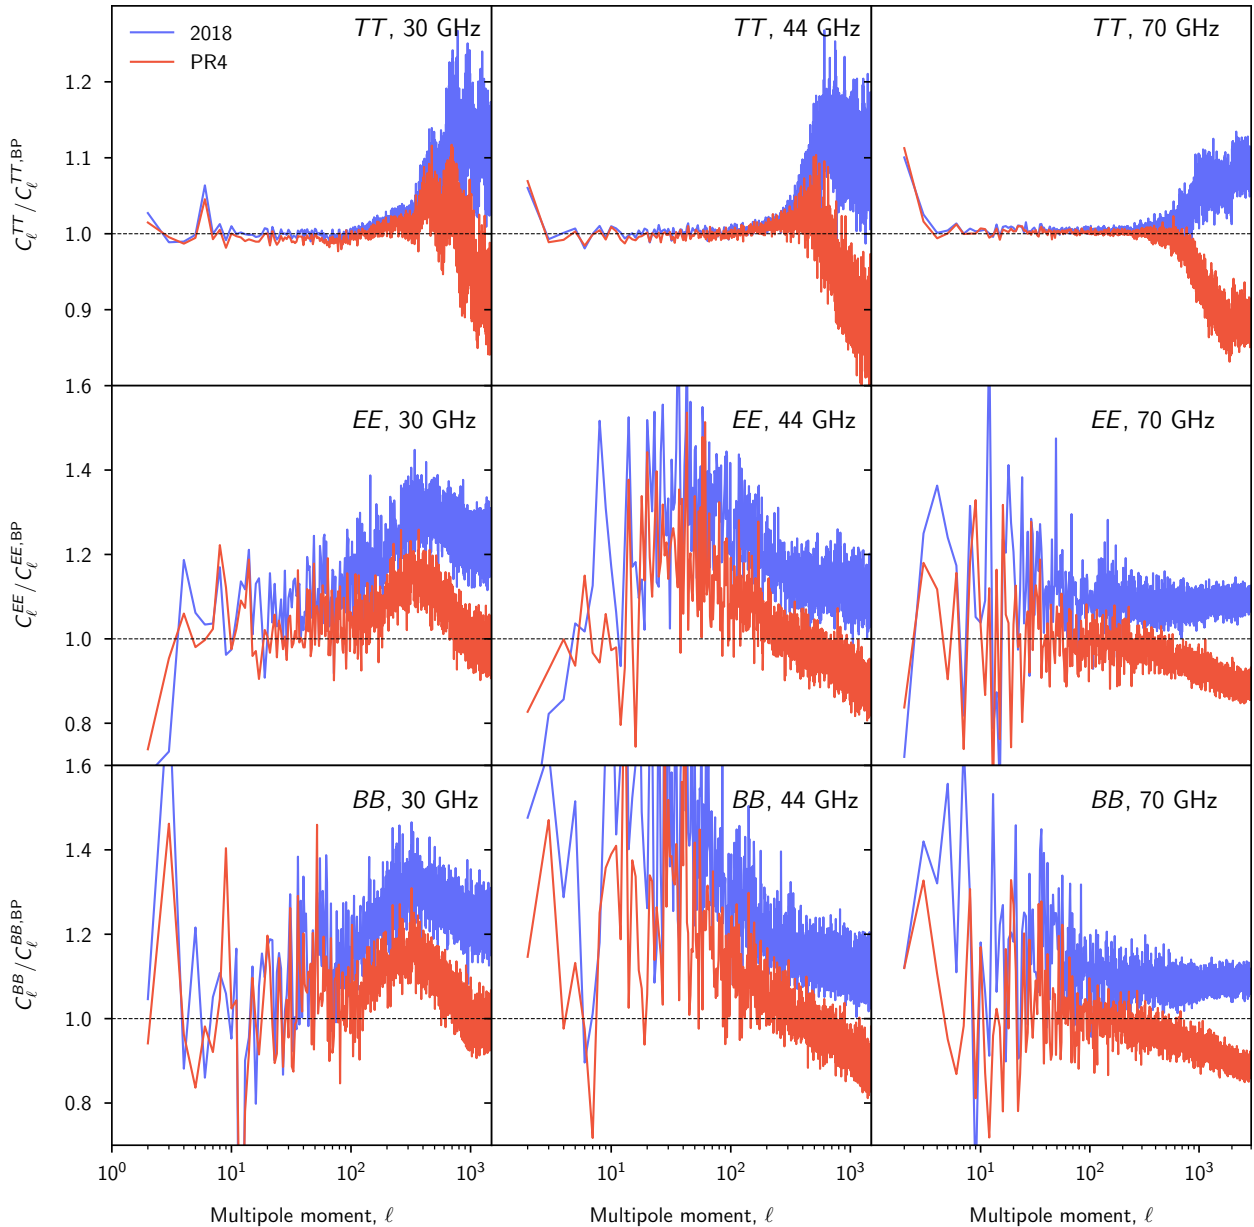 2018
PR4
TT, 30 GHz
TT, 44 GHz
TT, 70 GHz
1.2
1.1
1.0
0.9
C_ℓ^{TT} / C_ℓ^{TT,BP}
EE, 30 GHz
EE, 44 GHz
EE, 70 GHz
1.6
1.4
1.2
1.0
0.8
C_ℓ^{EE} / C_ℓ^{EE,BP}
BB, 30 GHz
BB, 44 GHz
BB, 70 GHz
1.6
1.4
1.2
1.0
0.8
C_ℓ^{BB} / C_ℓ^{BB,BP}
10^0 10^1 10^2 10^3 10^1 10^2 10^3 10^1 10^2 10^3
Multipole moment, ℓ
Multipole moment, ℓ
Multipole moment, ℓ